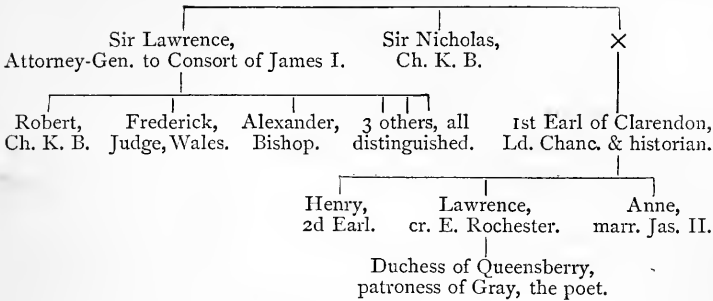 Sir Lawrence,
Attorney-Gen. to Consort of James I.
Sir Nicholas,
Ch. K. B.
×
Robert,
Ch. K. B.
Frederick,
Judge, Wales.
Alexander,
Bishop.
3 others, all
distinguished.
1st Earl of Clarendon,
Ld. Chanc. & historian.
Henry,
2d Earl.
Lawrence,
cr. E. Rochester.
Anne,
marr. Jas. II.
Duchess of Queensberry,
patroness of Gray, the poet.